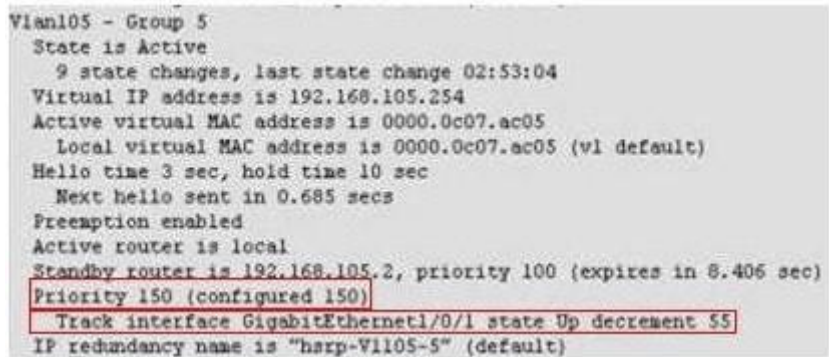 Vlan105 - Group 5
State is Active
9 state changes, last state change 02:53:04
Virtual IP address is 192.168.105.254
Active virtual MAC address is 0000.0c07.ac05
Local virtual MAC address is 0000.0c07.ac05 (v1 default)
Hello time 3 sec, hold time 10 sec
Next hello sent in 0.685 secs
Preemption enabled
Active router is local
Standby router is 192.168.105.2, priority 100 (expires in 8.406 sec)
Priority 150 (configured 150)
Track interface GigabitEthernet1/0/1 state Up decrement 55
IP redundancy name is "hsrp-Vl105-5" (default)